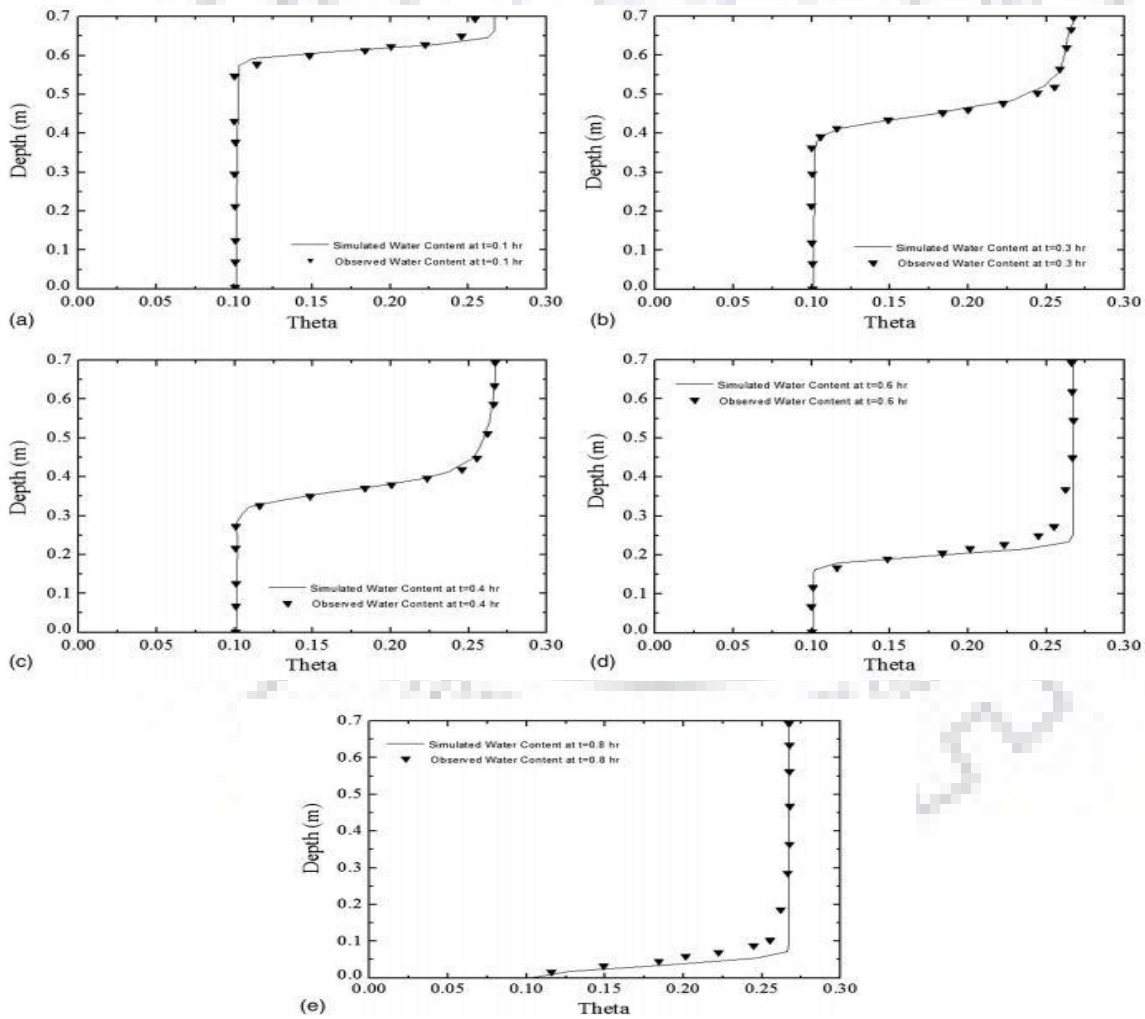 0.7
0.6
0.5
0.4
0.3
0.2
0.1
0.0
Depth (m)
Simulated Water Content at t=0.1 hr
Observed Water Content at t=0.1 hr
0.00 0.05 0.10 0.15 0.20 0.25 0.30
(a) Theta
0.7
0.6
0.5
0.4
0.3
0.2
0.1
0.0
Depth (m)
Simulated Water Content at t=0.3 hr
Observed Water Content at t=0.3 hr
0.00 0.05 0.10 0.15 0.20 0.25 0.30
(b) Theta
0.7
0.6
0.5
0.4
0.3
0.2
0.1
0.0
Depth (m)
Simulated Water Content at t=0.4 hr
Observed Water Content at t=0.4 hr
0.00 0.05 0.10 0.15 0.20 0.25 0.30
(c) Theta
0.7
0.6
0.5
0.4
0.3
0.2
0.1
0.0
Depth (m)
Simulated Water Content at t=0.6 hr
Observed Water Content at t=0.6 hr
0.00 0.05 0.10 0.15 0.20 0.25 0.30
(d) Theta
0.7
0.6
0.5
0.4
0.3
0.2
0.1
0.0
Depth (m)
Simulated Water Content at t=0.8 hr
Observed Water Content at t=0.8 hr
0.00 0.05 0.10 0.15 0.20 0.25 0.30
(e) Theta